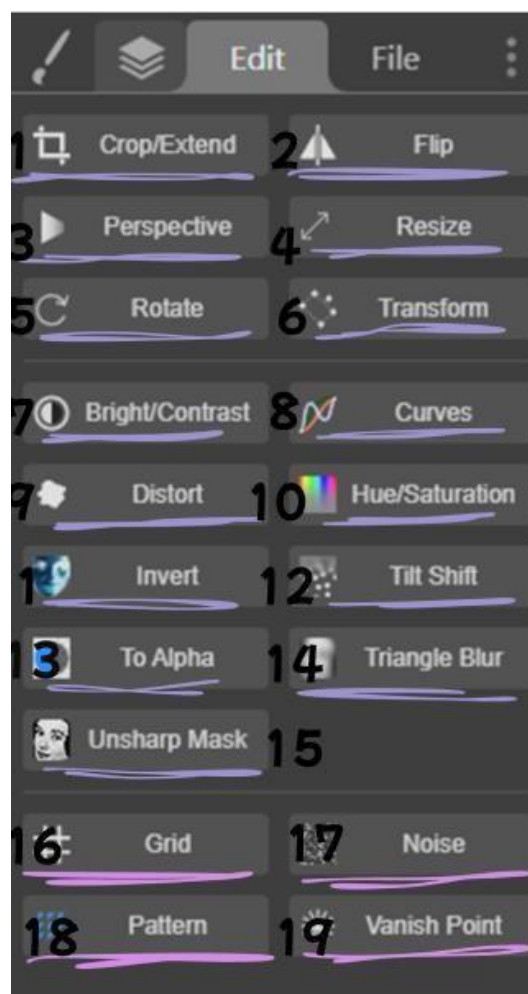 Edit File
1 Crop/Extend 2 Flip
3 Perspective 4 Resize
5 Rotate 6 Transform
7 Bright/Contrast 8 Curves
9 Distort 10 Hue/Saturation
1 Invert 12 Tilt Shift
13 To Alpha 14 Triangle Blur
Unsharp Mask 15
16 Grid 17 Noise
18 Pattern 19 Vanish Point